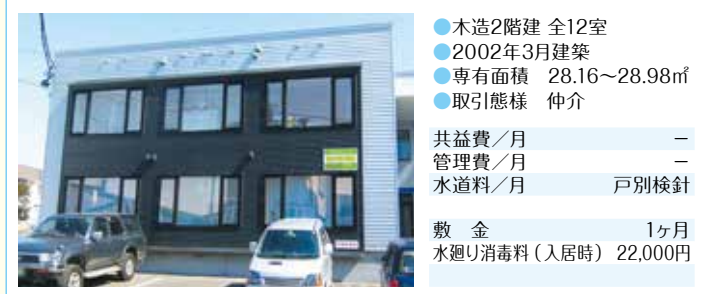 ●木造2階建 全12室
●2002年3月建築
●専有面積　28.16～28.98㎡
●取引態様　仲介
共益費／月　－
管理費／月　－
水道料／月　戸別検針
敷　金　1ヶ月
水廻り消毒料（入居時）　22,000円